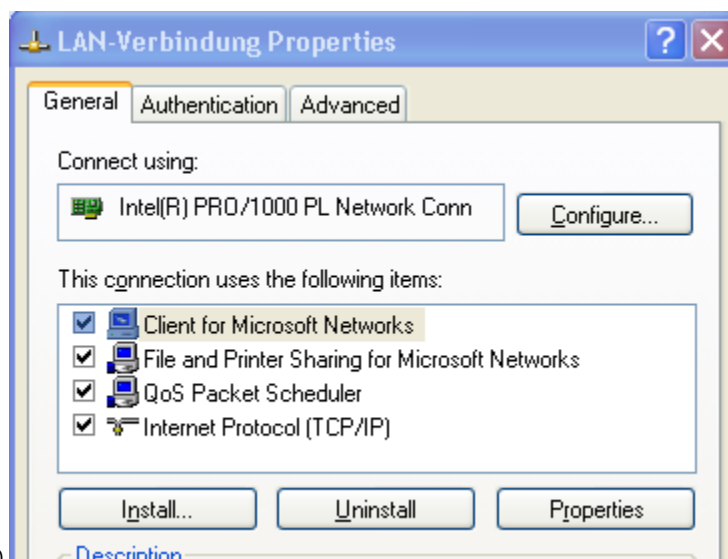 LAN-Verbindung Properties
General Authentication Advanced
Connect using:
Intel(R) PRO/1000 PL Network Conn Configure...
This connection uses the following items:
Client for Microsoft Networks
File and Printer Sharing for Microsoft Networks
QoS Packet Scheduler
Internet Protocol (TCP/IP)
Install... Uninstall Properties
Description